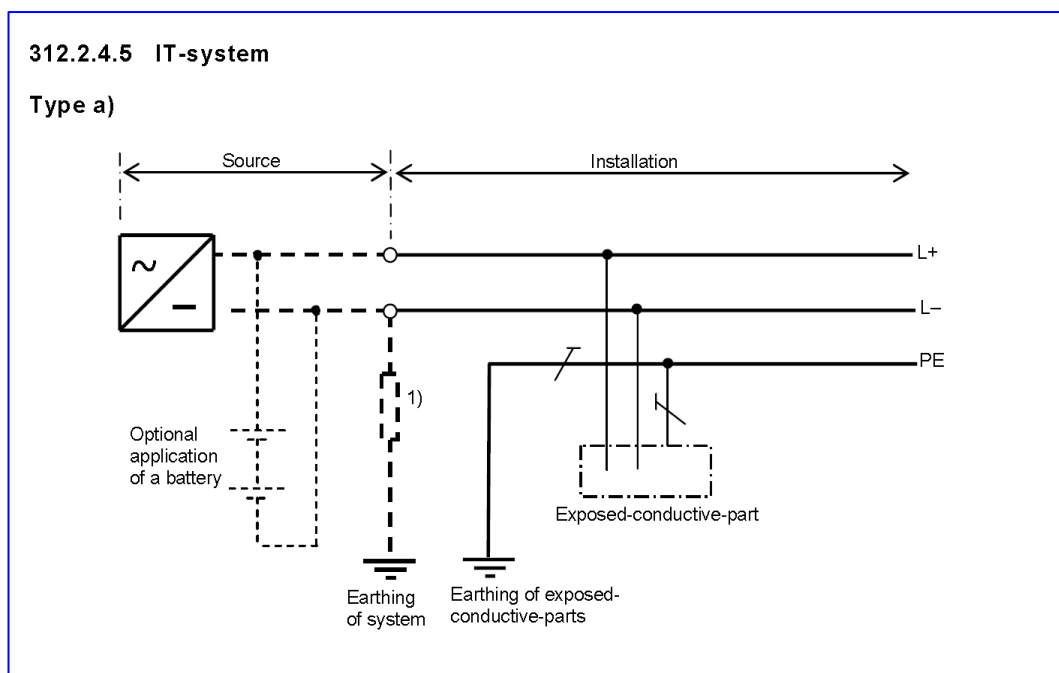 312.2.4.5 IT-system
Type a)
Source
Installation
L+
L–
PE
1)
Optional
application
of a battery
Exposed-conductive-part
Earthing
of system
Earthing of exposed-
conductive-parts